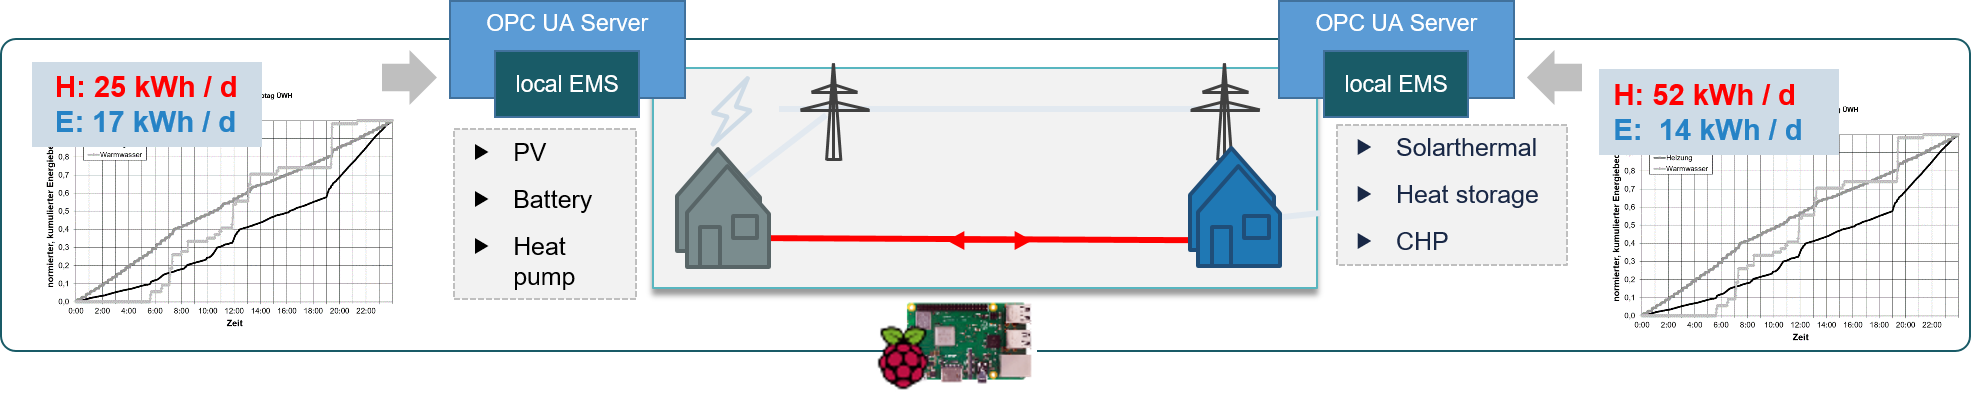 OPC UA Server
local EMS
H: 25 kWh / d
E: 17 kWh / d
ÜWH
Warmwasser
normierter, kumulierter
0,8
0,7
0,6
0,5
0,4
0,3
0,2
0,1
0,0
0:00 2:00 4:00 6:00 8:00 10:00 12:00 14:00 16:00 18:00 20:00 22:00
Zeit
PV
Battery
Heat
pump
OPC UA Server
local EMS
Solarthermal
Heat storage
CHP
H: 52 kWh / d
E: 14 kWh / d
ÜWH
Heizung
Warmwasser
normierter, kumulierter
0,8
0,7
0,6
0,5
0,4
0,3
0,2
0,1
0,0
0:00 2:00 4:00 6:00 8:00 10:00 12:00 14:00 16:00 18:00 20:00 22:00
Zeit